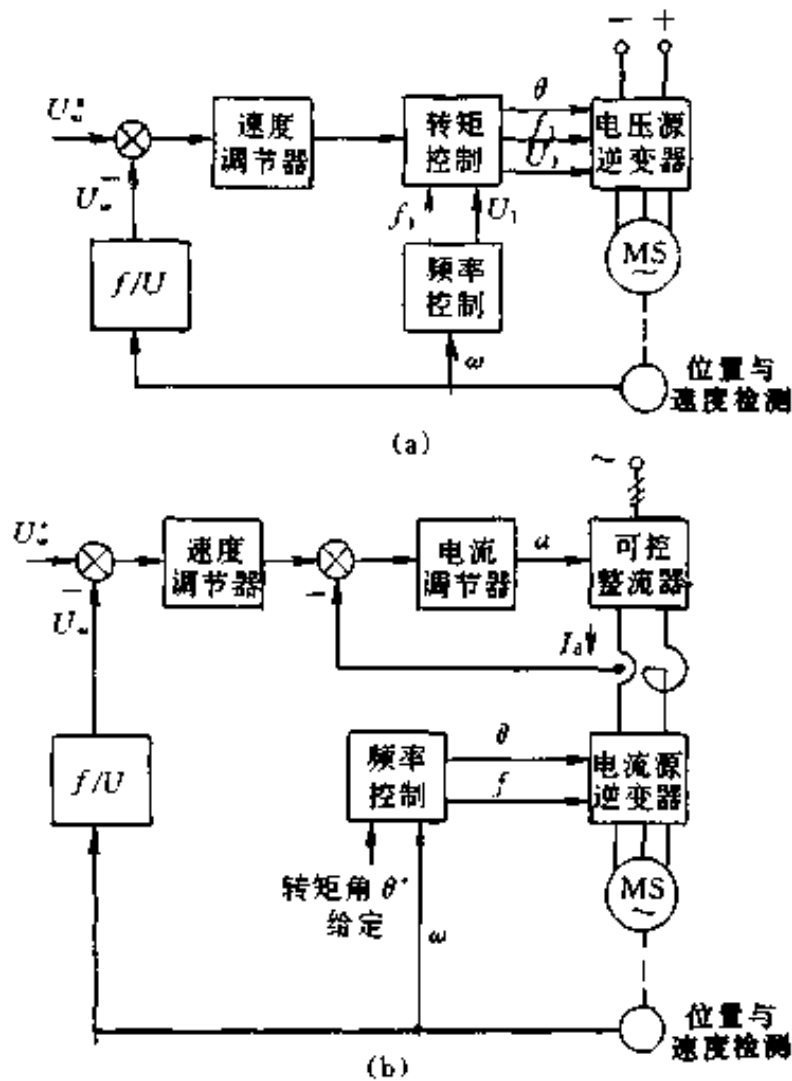 − +
θ
速度
调节器
转矩
控制
电压源
逆变器
f₁
U₁
频率
控制
f/U
MS
~
ω
位置与
速度检测
(a)
~
速度
调节器
电流
调节器
可控
整流器
−
−
f/U
频率
控制
θ
f
电流源
逆变器
转矩角 θ*
给定
ω
MS
~
位置与
速度检测
(b)